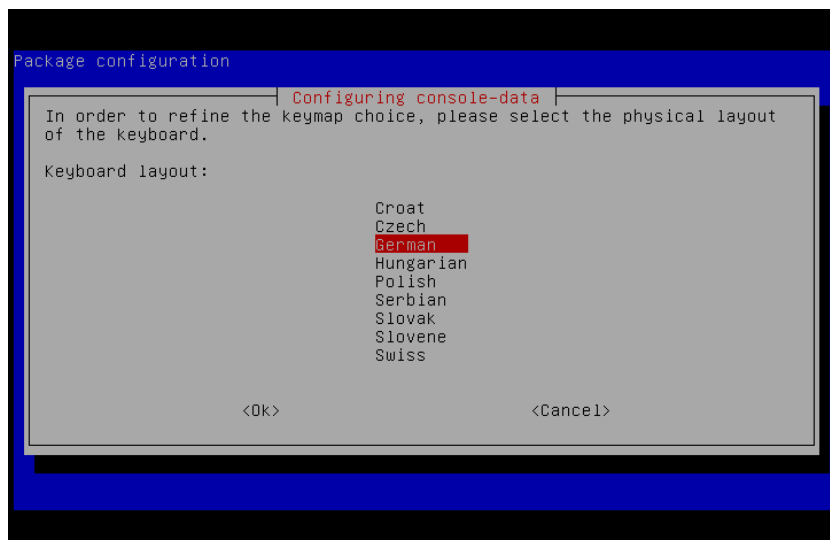 Package configuration
Configuring console-data
In order to refine the keymap choice, please select the physical layout
of the keyboard.
Keyboard layout:
Croat
Czech
German
Hungarian
Polish
Serbian
Slovak
Slovene
Swiss
<Ok> <Cancel>